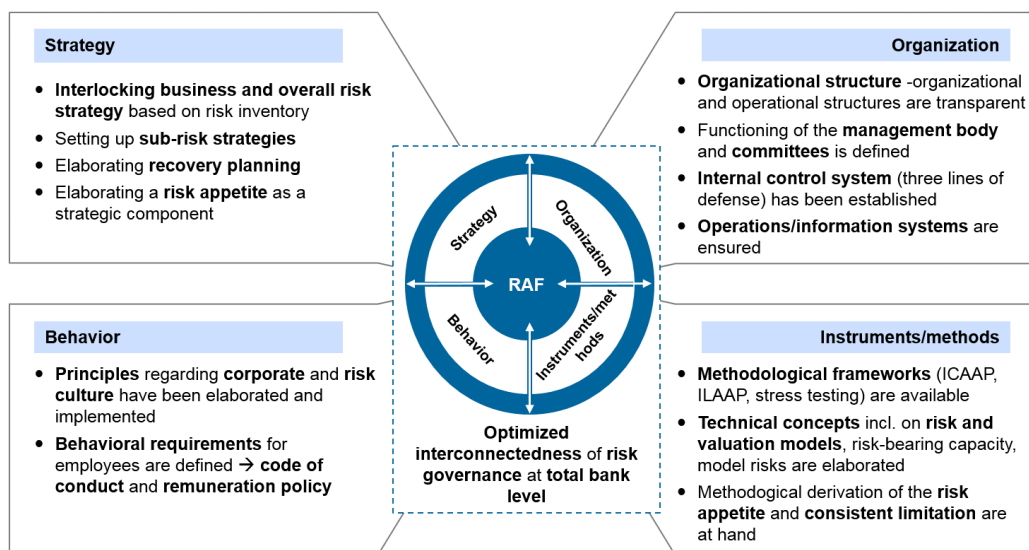 Strategy
• Interlocking business and overall risk
strategy based on risk inventory
• Setting up sub-risk strategies
• Elaborating recovery planning
• Elaborating a risk appetite as a
strategic component
Organization
• Organizational structure -organizational
and operational structures are transparent
• Functioning of the management body
and committees is defined
• Internal control system (three lines of
defense) has been established
• Operations/information systems are
ensured
Strategy
Organization
RAF
Behavior
Instruments/met
hods
Optimized
interconnectedness of risk
governance at total bank
level
Behavior
• Principles regarding corporate and risk
culture have been elaborated and
implemented
• Behavioral requirements for
employees are defined → code of
conduct and remuneration policy
Instruments/methods
• Methodological frameworks (ICAAP,
ILAAP, stress testing) are available
• Technical concepts incl. on risk and
valuation models, risk-bearing capacity,
model risks are elaborated
• Methodogical derivation of the risk
appetite and consistent limitation are
at hand